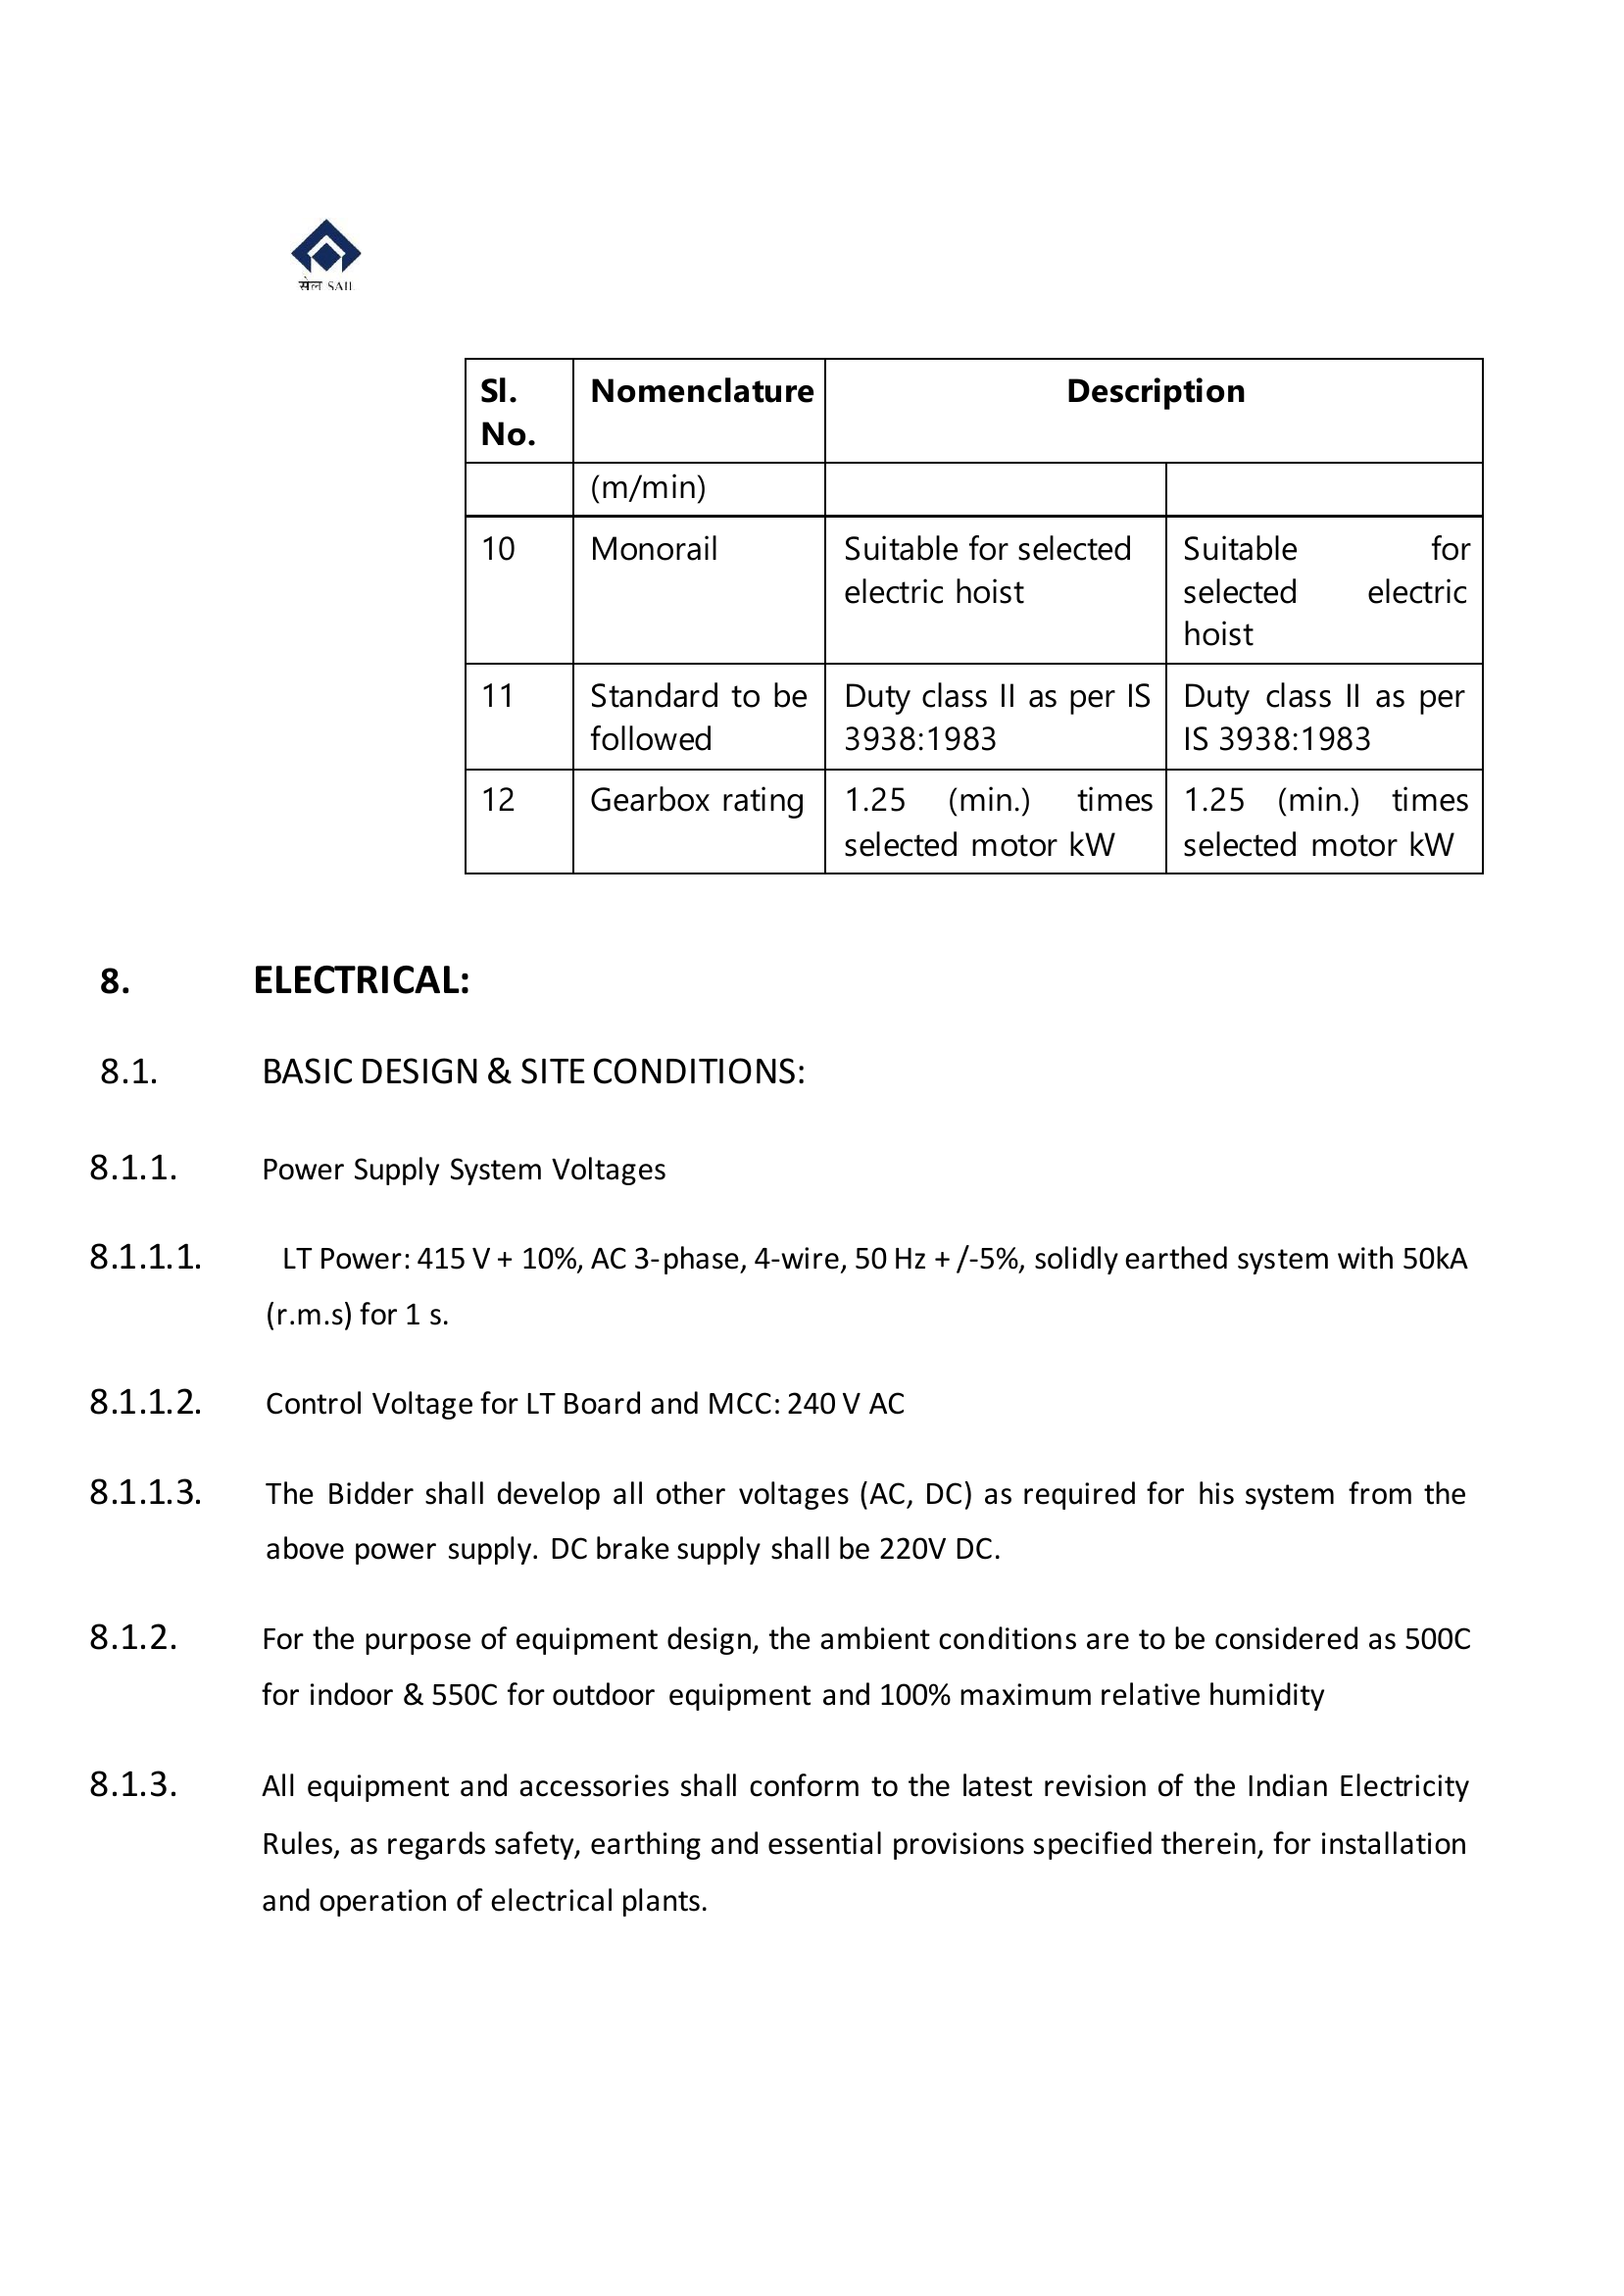 सेल SAIL
Sl. No. Nomenclature Description
(m/min)
10 Monorail Suitable for selected electric hoist Suitable for selected electric hoist
11 Standard to be followed Duty class II as per IS 3938:1983 Duty class II as per IS 3938:1983
12 Gearbox rating 1.25 (min.) times selected motor kW 1.25 (min.) times selected motor kW
8. ELECTRICAL:
8.1. BASIC DESIGN & SITE CONDITIONS:
8.1.1. Power Supply System Voltages
8.1.1.1. LT Power: 415 V + 10%, AC 3-phase, 4-wire, 50 Hz + /-5%, solidly earthed system with 50kA
(r.m.s) for 1 s.
8.1.1.2. Control Voltage for LT Board and MCC: 240 V AC
8.1.1.3. The Bidder shall develop all other voltages (AC, DC) as required for his system from the
above power supply. DC brake supply shall be 220V DC.
8.1.2. For the purpose of equipment design, the ambient conditions are to be considered as 500C
for indoor & 550C for outdoor equipment and 100% maximum relative humidity
8.1.3. All equipment and accessories shall conform to the latest revision of the Indian Electricity
Rules, as regards safety, earthing and essential provisions specified therein, for installation
and operation of electrical plants.